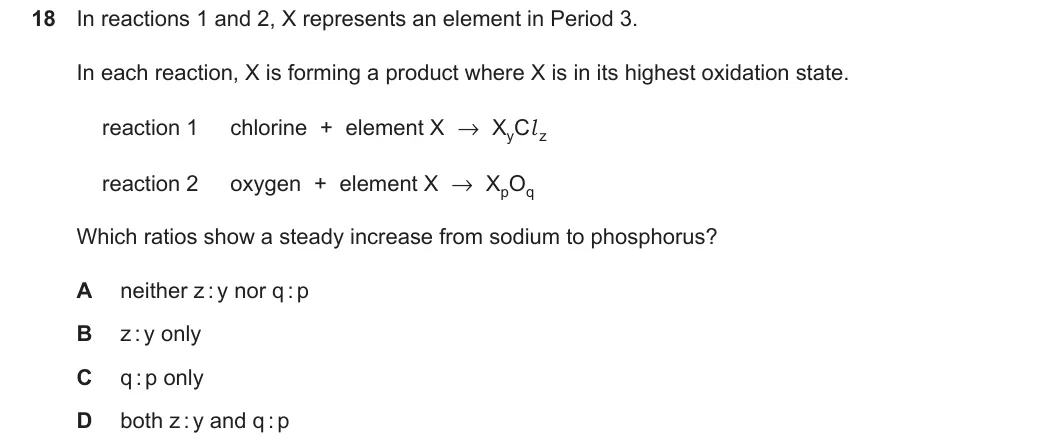 18 In reactions 1 and 2, X represents an element in Period 3.
In each reaction, X is forming a product where X is in its highest oxidation state.
reaction 1 chlorine + element X → XyClz
reaction 2 oxygen + element X → XpOq
Which ratios show a steady increase from sodium to phosphorus?
A neither z : y nor q : p
B z : y only
C q : p only
D both z : y and q : p